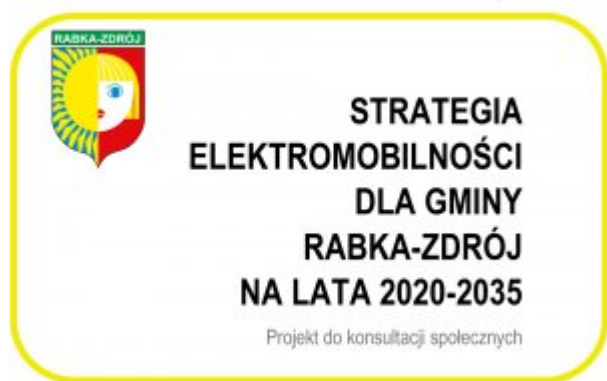 RABKA-ZDRÓJ
STRATEGIA
ELEKTROMOBILNOŚCI
DLA GMINY
RABKA-ZDRÓJ
NA LATA 2020-2035
Projekt do konsultacji społecznych